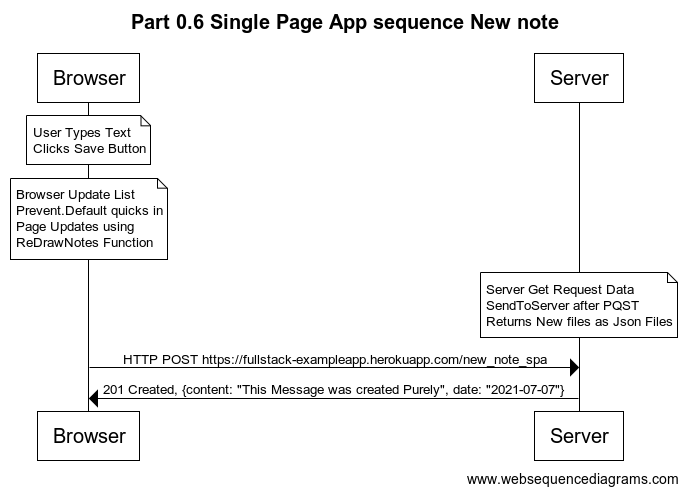 Part 0.6 Single Page App sequence New note
Browser
Server
User Types Text
Clicks Save Button
Browser Update List
Prevent.Default quicks in
Page Updates using
ReDrawNotes Function
Server Get Request Data
SendToServer after PQST
Returns New files as Json Files
HTTP POST https://fullstack-exampleapp.herokuapp.com/new_note_spa
201 Created, {content: "This Message was created Purely", date: "2021-07-07"}
Browser
Server
www.websequencediagrams.com